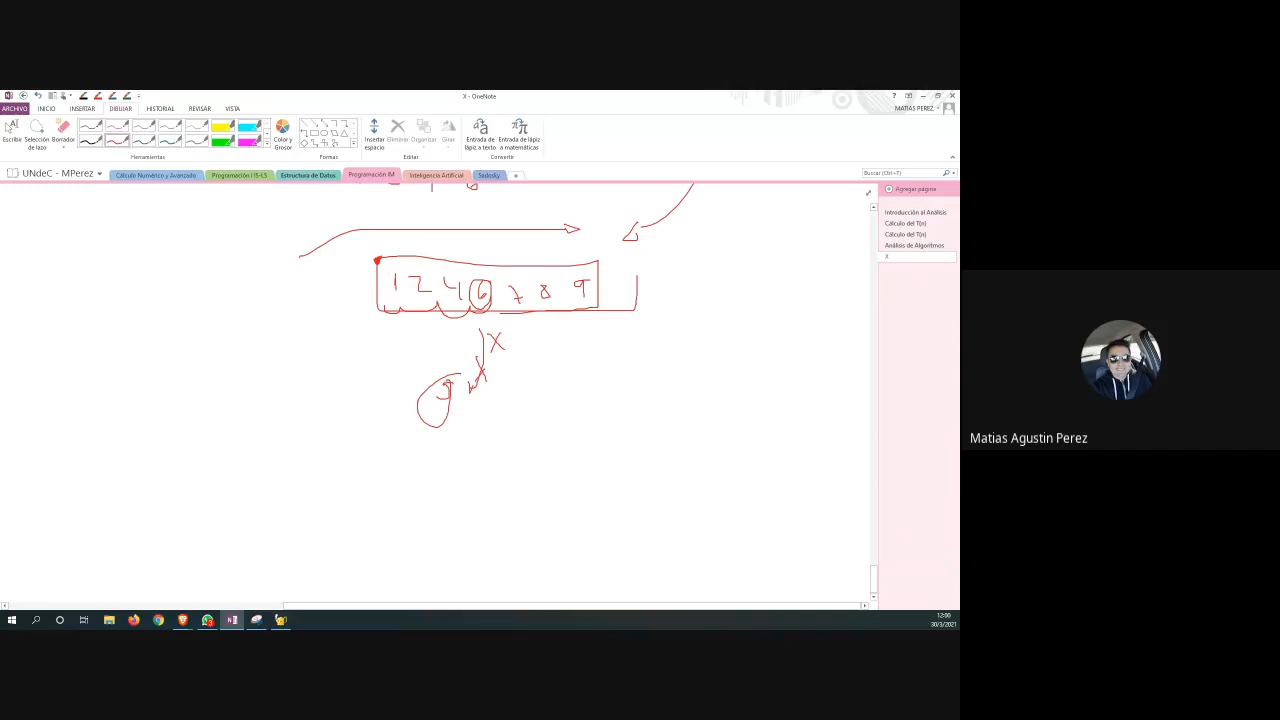 X - OneNote
ARCHIVO INICIO INSERTAR DIBUJAR HISTORIAL REVISAR VISTA MATIAS PEREZ
Escribir Selección de lazo Borrador Color y Grosor Insertar espacio Eliminar Organizar Girar Entrada de lápiz a texto Entrada de lápiz a matemáticas
Herramientas Formas Editar Convertir
UNdeC - MPerez Cálculo Numérico y Avanzado Programación I IS-LS Estructura de Datos Programación IM Inteligencia Artificial Sadosky Buscar (Ctrl+T)
Agregar página
Introducción al Análisis
Cálculo del T(n)
Cálculo del T(n)
Análisis de Algoritmos
X
1 2 4 6 7 8 9
X
Matias Agustin Perez
12:00
30/3/2021